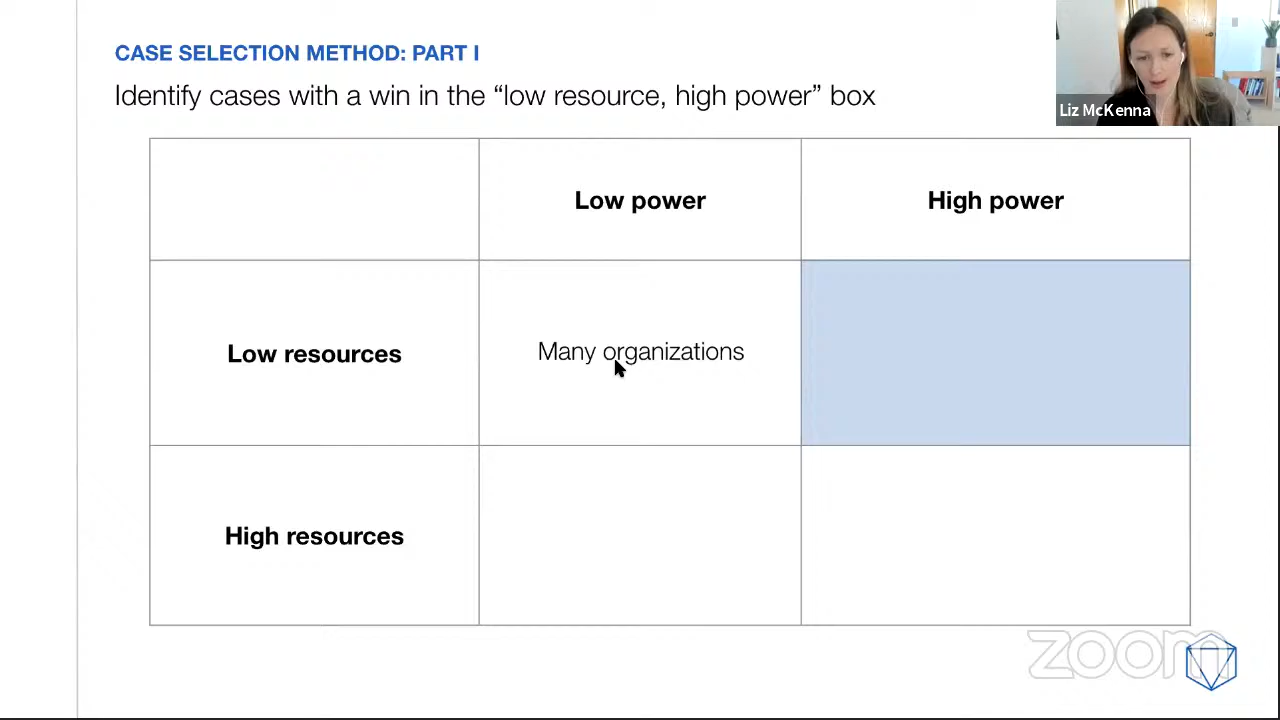 CASE SELECTION METHOD: PART I
Identify cases with a win in the “low resource, high power” box
Liz McKenna
Low power
High power
Low resources
Many organizations
High resources
zoom